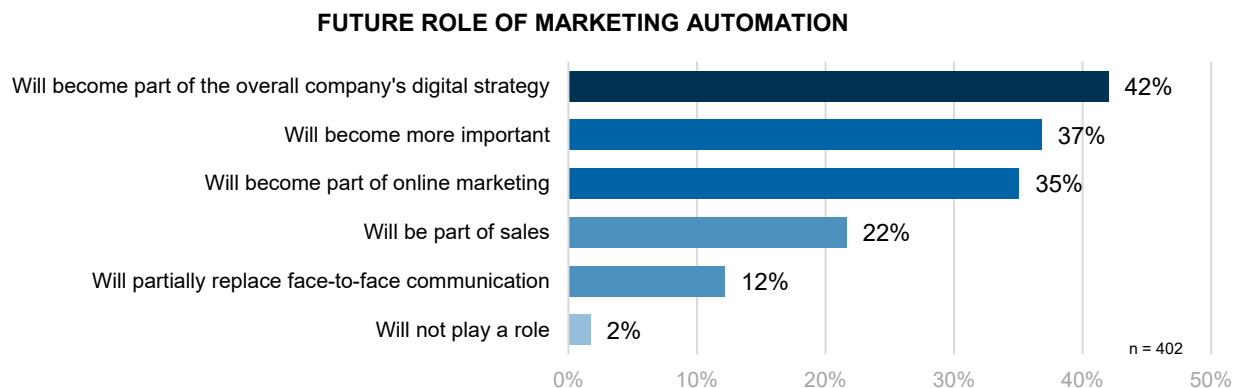 FUTURE ROLE OF MARKETING AUTOMATION
Will become part of the overall company's digital strategy 42%
Will become more important 37%
Will become part of online marketing 35%
Will be part of sales 22%
Will partially replace face-to-face communication 12%
Will not play a role 2%
n = 402
0% 10% 20% 30% 40% 50%